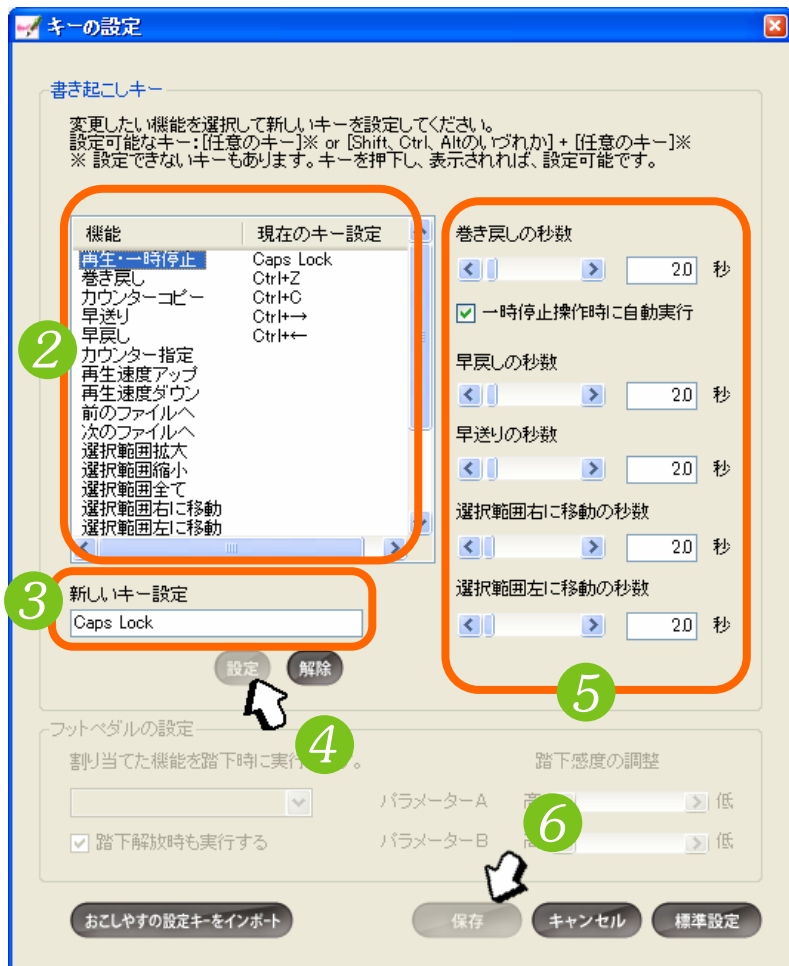 キーの設定
書き起こしキー
変更したい機能を選択して新しいキーを設定してください。
設定可能なキー:[任意のキー]※ or [Shift、Ctrl、Altのいづれか] + [任意のキー]※
※ 設定できないキーもあります。キーを押下し、表示されれば、設定可能です。
機能 現在のキー設定
再生・一時停止 Caps Lock
巻き戻し Ctrl+Z
カウンターコピー Ctrl+C
早送り Ctrl+→
早戻し Ctrl+←
カウンター指定
再生速度アップ
再生速度ダウン
前のファイルへ
次のファイルへ
選択範囲拡大
選択範囲縮小
選択範囲全て
選択範囲右に移動
選択範囲左に移動
2
新しいキー設定
Caps Lock
3
設定 解除
4
巻き戻しの秒数
2.0 秒
一時停止操作時に自動実行
早戻しの秒数
2.0 秒
早送りの秒数
2.0 秒
選択範囲右に移動の秒数
2.0 秒
選択範囲左に移動の秒数
2.0 秒
5
フットペダルの設定
割り当てた機能を踏下時に実行 。
踏下解放時も実行する
踏下感度の調整
パラメーターA 高 低
パラメーターB 高 低
6
おこしやすの設定キーをインポート 保存 キャンセル 標準設定